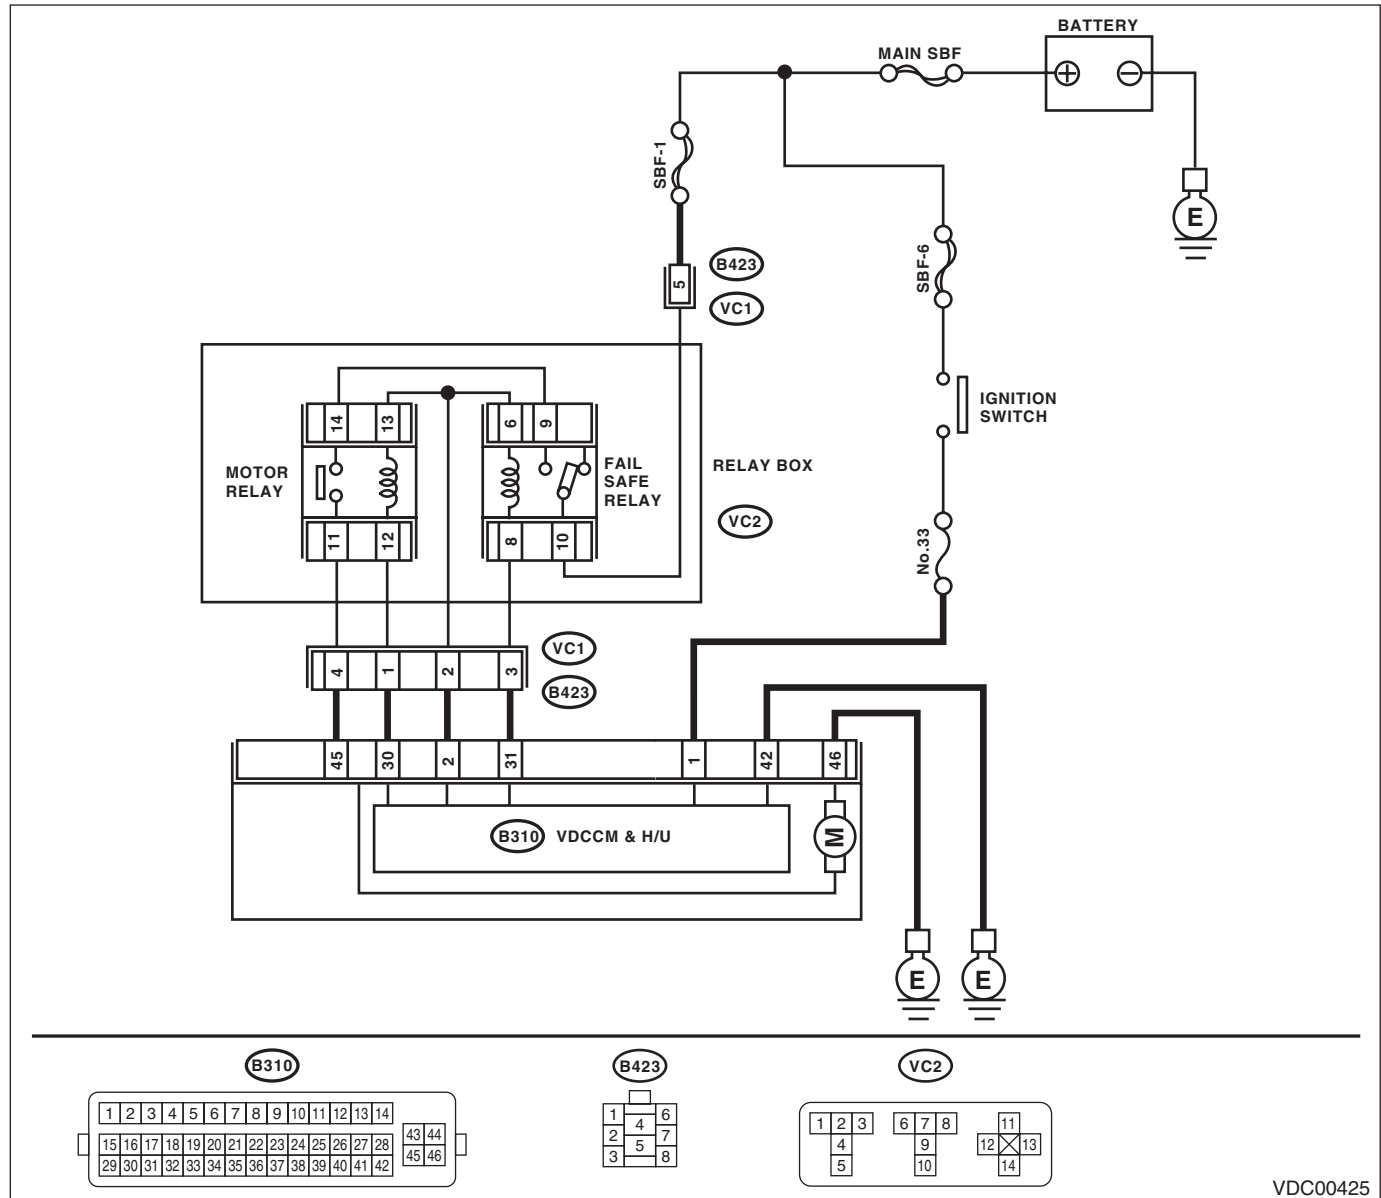 BATTERY
MAIN SBF
E
SBF-1
B423
VC1
5
SBF-6
IGNITION
SWITCH
No.33
14 13 6 9
MOTOR
RELAY
FAIL
SAFE
RELAY
RELAY BOX
VC2
11 12 8 10
VC1
B423
4 1 2 3
45 30 2 31 1 42 46
B310 VDCCM & H/U
M
E E
B310
1 2 3 4 5 6 7 8 9 10 11 12 13 14
15 16 17 18 19 20 21 22 23 24 25 26 27 28
29 30 31 32 33 34 35 36 37 38 39 40 41 42
43 44
45 46
B423
1 4 6
2 5 7
3 8
VC2
1 2 3 6 7 8 11
4 9 12 13
5 10 14
VDC00425